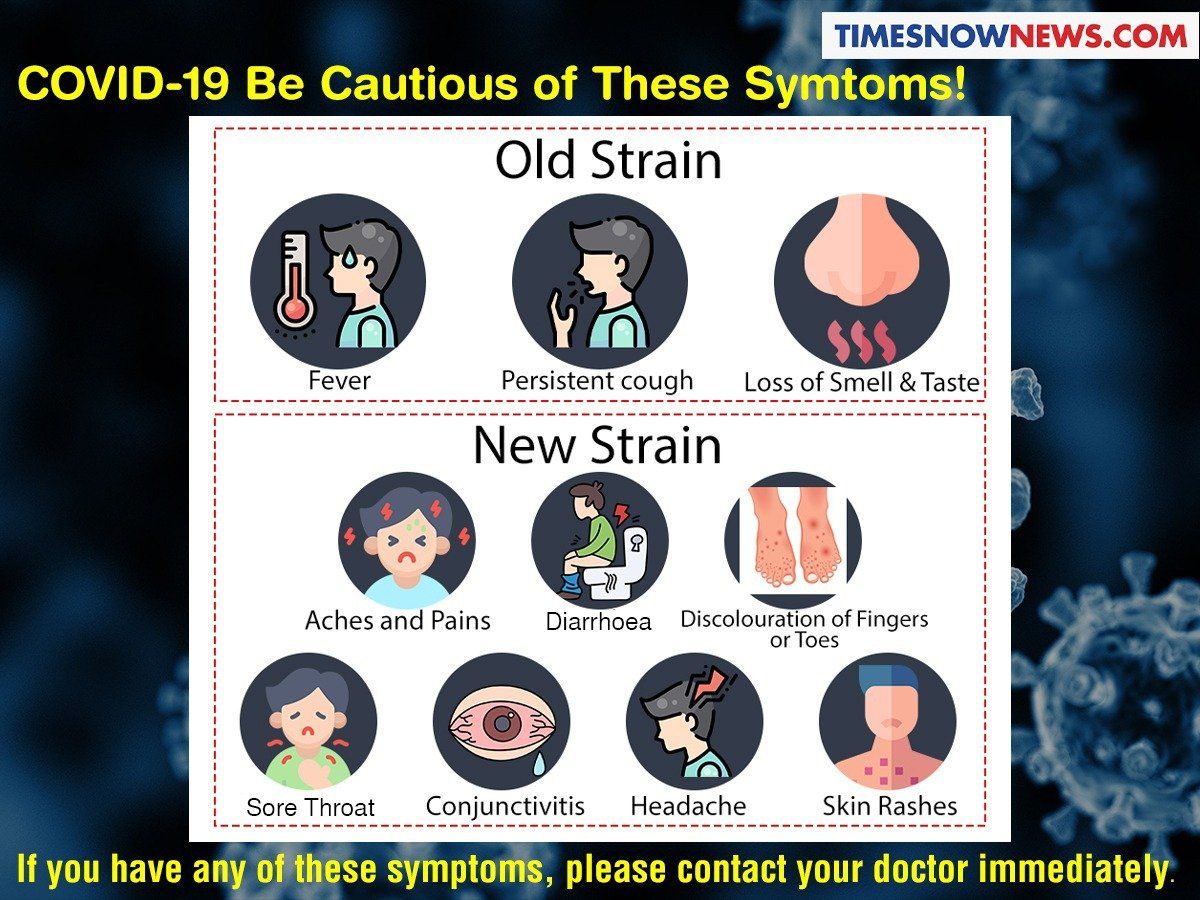 TIMESNOWNEWS.COM
COVID-19 Be Cautious of These Symtoms!
Old Strain
Fever
Persistent cough
Loss of Smell & Taste
New Strain
Aches and Pains
Diarrhoea
Discolouration of Fingers
or Toes
Sore Throat
Conjunctivitis
Headache
Skin Rashes
If you have any of these symptoms, please contact your doctor immediately.